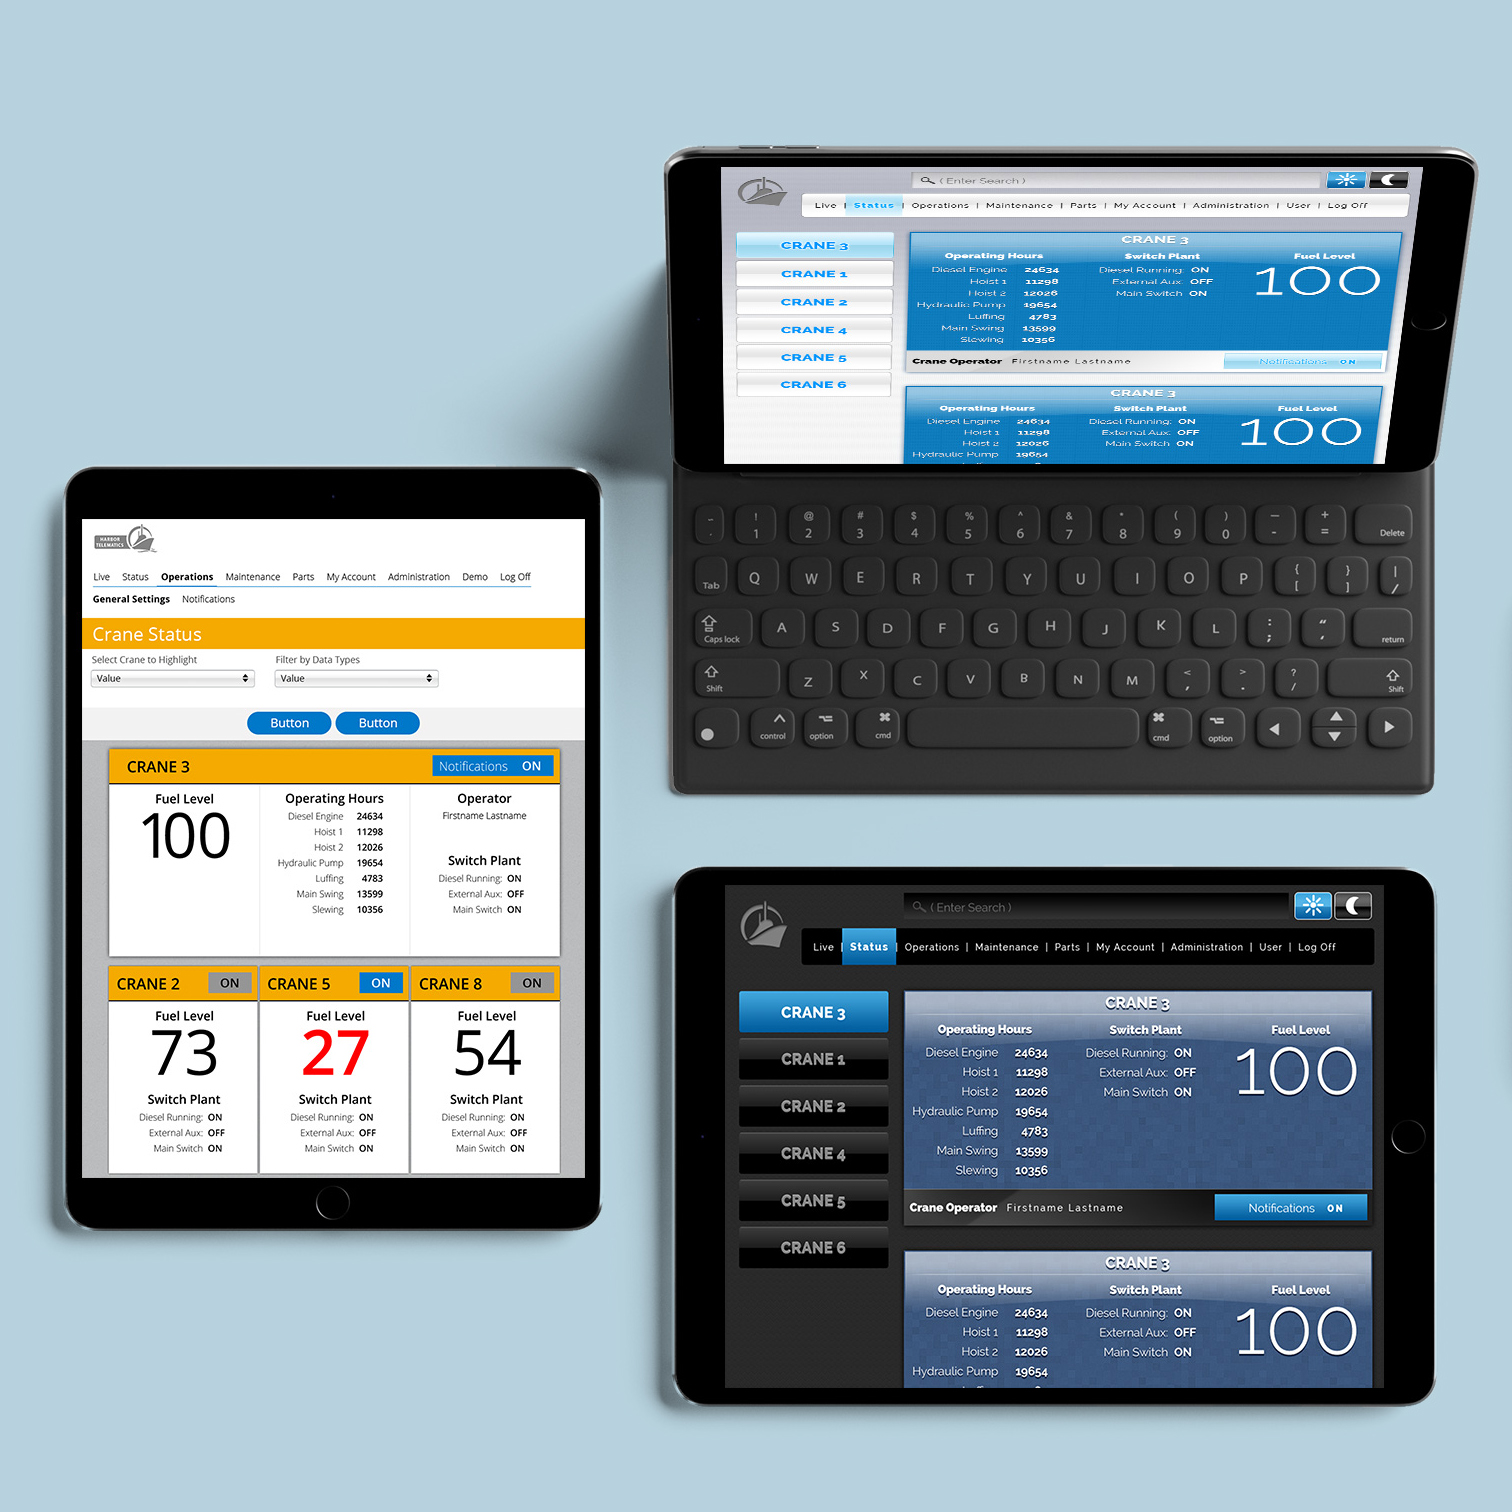 HARBOR
TELEMATICS
Live Status Operations Maintenance Parts My Account Administration Demo Log Off
General Settings Notifications
Crane Status
Select Crane to Highlight Filter by Data Types
Value Value
Button Button
CRANE 3 Notifications ON
Fuel Level Operating Hours Operator
100
Diesel Engine 24634 Firstname Lastname
Hoist 1 11298
Hoist 2 12026
Hydraulic Pump 19654 Switch Plant
Luffing 4783 Diesel Running: ON
Main Swing 13599 External Aux: OFF
Slewing 10356 Main Switch ON
CRANE 2 ON CRANE 5 ON CRANE 8 ON
Fuel Level Fuel Level Fuel Level
73 27 54
Switch Plant Switch Plant Switch Plant
Diesel Running: ON Diesel Running: ON Diesel Running: ON
External Aux: OFF External Aux: OFF External Aux: OFF
Main Switch ON Main Switch ON Main Switch ON
( Enter Search )
Live | Status | Operations | Maintenance | Parts | My Account | Administration | User | Log Off
CRANE 3
CRANE 1
CRANE 2
CRANE 4
CRANE 5
CRANE 6
CRANE 3
Operating Hours Switch Plant Fuel Level
100
Diesel Engine 24634 Diesel Running: ON
Hoist 1 11298 External Aux: OFF
Hoist 2 12026 Main Switch ON
Hydraulic Pump 19654
Luffing 4783
Main Swing 13599
Slewing 10356
Crane Operator Firstname Lastname Notifications ON
CRANE 3
Operating Hours Switch Plant Fuel Level
100
Diesel Engine 24634 Diesel Running: ON
Hoist 1 11298 External Aux: OFF
Hoist 2 12026 Main Switch ON
Hydraulic Pump 19654
! @ # $ % ^ & * ( ) — +
1 2 3 4 5 6 7 8 9 0 - = Delete
Tab Q W E R T Y U I O P { [ } ] | /
Caps lock A S D F G H J K L : ; “ ‘ return
Shift Z X C V B N M < , > . ? / Shift
control option cmd cmd option
( Enter Search )
Live | Status | Operations | Maintenance | Parts | My Account | Administration | User | Log Off
CRANE 3
CRANE 1
CRANE 2
CRANE 4
CRANE 5
CRANE 6
CRANE 3
Operating Hours Switch Plant Fuel Level
100
Diesel Engine 24634 Diesel Running: ON
Hoist 1 11298 External Aux: OFF
Hoist 2 12026 Main Switch ON
Hydraulic Pump 19654
Luffing 4783
Main Swing 13599
Slewing 10356
Crane Operator Firstname Lastname Notifications ON
CRANE 3
Operating Hours Switch Plant Fuel Level
100
Diesel Engine 24634 Diesel Running: ON
Hoist 1 11298 External Aux: OFF
Hoist 2 12026 Main Switch ON
Hydraulic Pump 19654